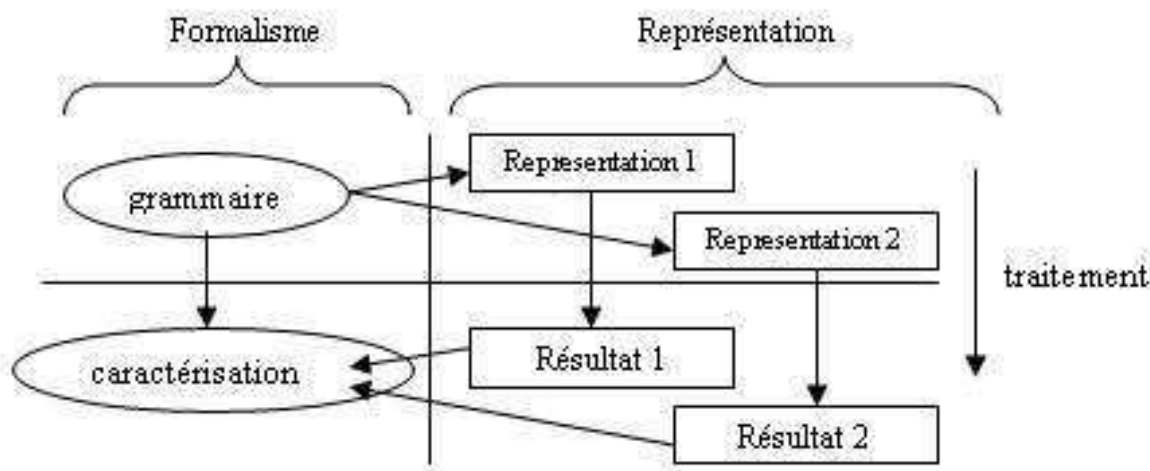 Formalisme
Représentation
Representation 1
grammaire
Representation 2
traitement
Résultat 1
caractérisation
Résultat 2